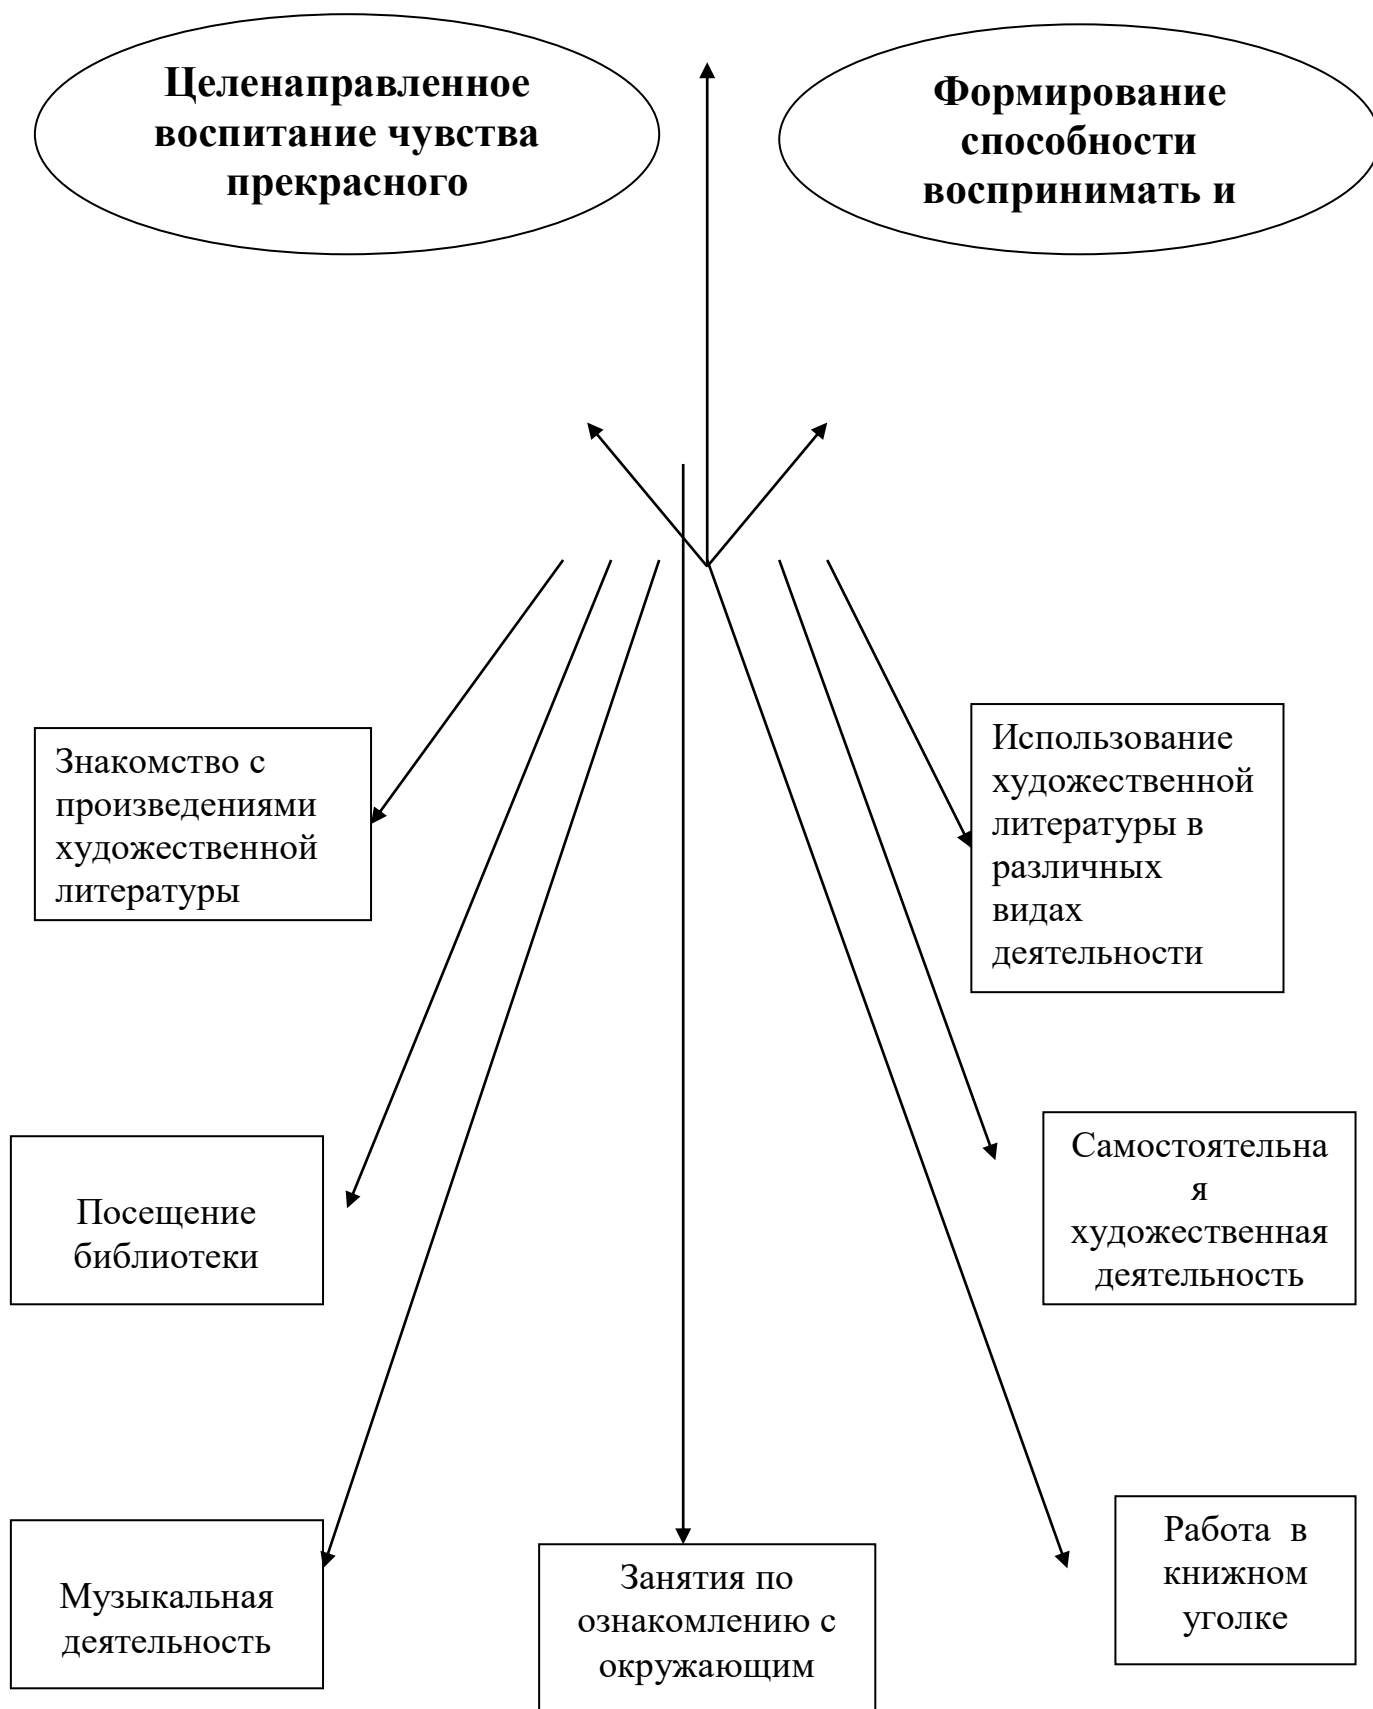 Целенаправленное
воспитание чувства
прекрасного
Формирование
способности
воспринимать и
Знакомство с
произведениями
художественной
литературы
Использование
художественной
литературы в
различных
видах
деятельности
Посещение
библиотеки
Самостоятельна
я
художественная
деятельность
Музыкальная
деятельность
Занятия по
ознакомлению с
окружающим
Работа  в
книжном
уголке